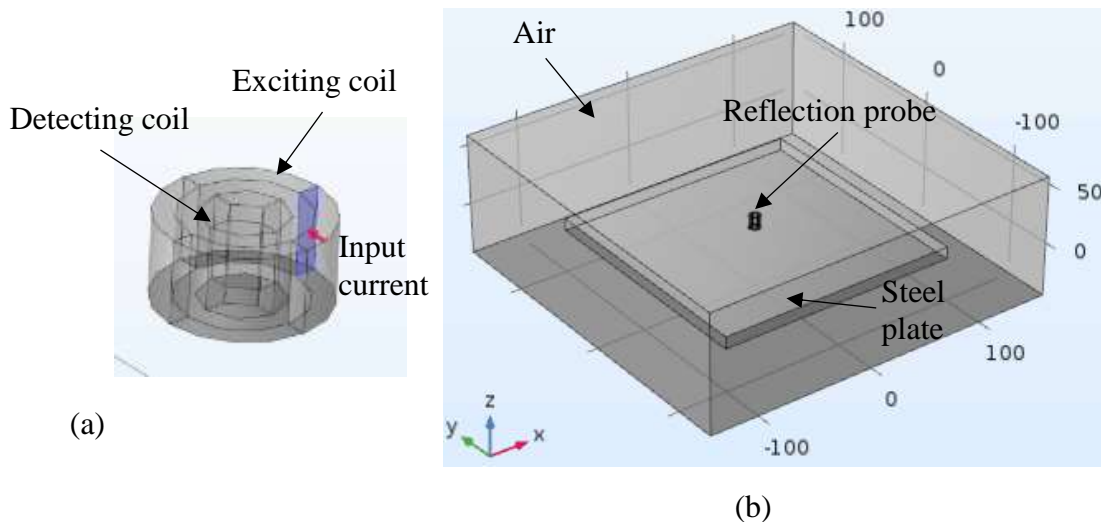 Exciting coil
Detecting coil
Input
current
(a)
Air
Reflection probe
Steel
plate
100
0
-100
50
0
100
0
-100
y
z
x
(b)